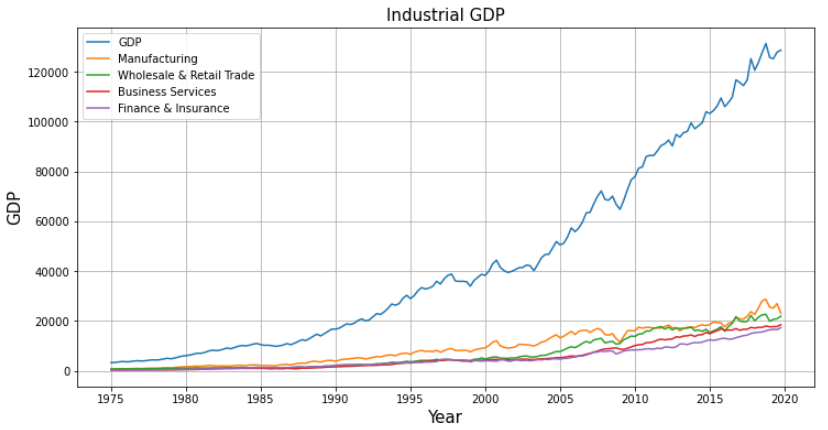 Industrial GDP
GDP
Manufacturing
Wholesale & Retail Trade
Business Services
Finance & Insurance
120000
100000
80000
60000
40000
20000
0
GDP
1975 1980 1985 1990 1995 2000 2005 2010 2015 2020
Year